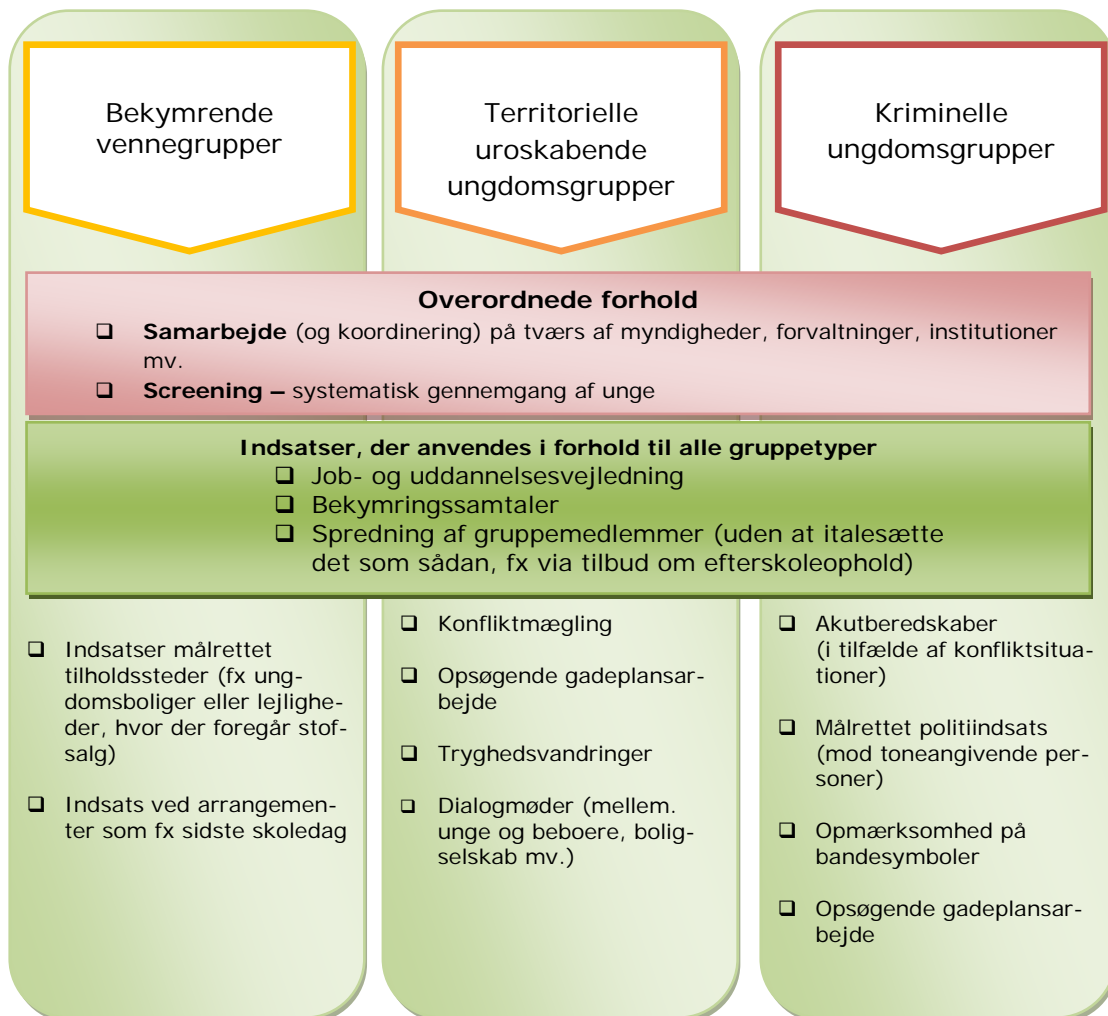 Bekymrende
vennegrupper
Territorielle
uroskabende
ungdomsgrupper
Kriminelle
ungdomsgrupper
Overordnede forhold
❑ Samarbejde (og koordinering) på tværs af myndigheder, forvaltninger, institutioner
mv.
❑ Screening – systematisk gennemgang af unge
Indsatser, der anvendes i forhold til alle gruppetyper
❑ Job- og uddannelsesvejledning
❑ Bekymringssamtaler
❑ Spredning af gruppemedlemmer (uden at italesætte
det som sådan, fx via tilbud om efterskoleophold)
❑ Indsatser målrettet
tilholdssteder (fx ung-
domsboliger eller lejlighe-
der, hvor der foregår stof-
salg)
❑ Indsats ved arrangemen-
ter som fx sidste skoledag
❑ Konfliktmægling
❑ Opsøgende gadeplansar-
bejde
❑ Tryghedsvandringer
❑ Dialogmøder (mellem.
unge og beboere, bolig-
selskab mv.)
❑ Akutberedskaber
(i tilfælde af konfliktsitua-
tioner)
❑ Målrettet politiindsats
(mod toneangivende per-
soner)
❑ Opmærksomhed på
bandesymboler
❑ Opsøgende gadeplansar-
bejde